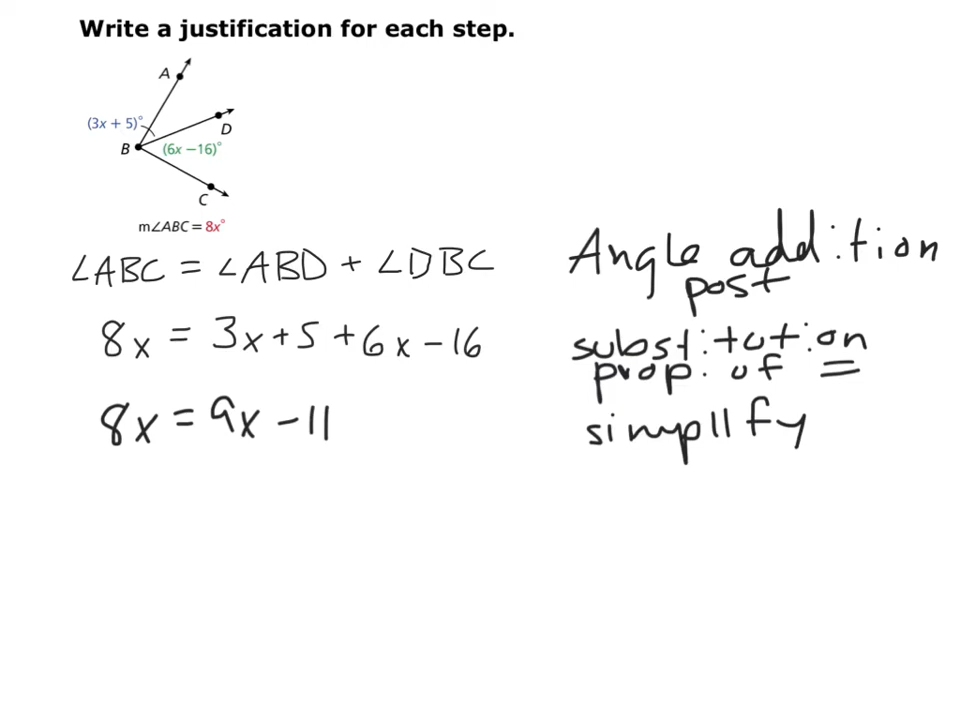 Write a justification for each step.
A
(3x + 5)°
D
B
(6x − 16)°
C
m∠ABC = 8x°
∠ABC = ∠ABD + ∠DBC
Angle addition
post
8x = 3x + 5 + 6x − 16
substitution
prop. of =
8x = 9x − 11
simplify